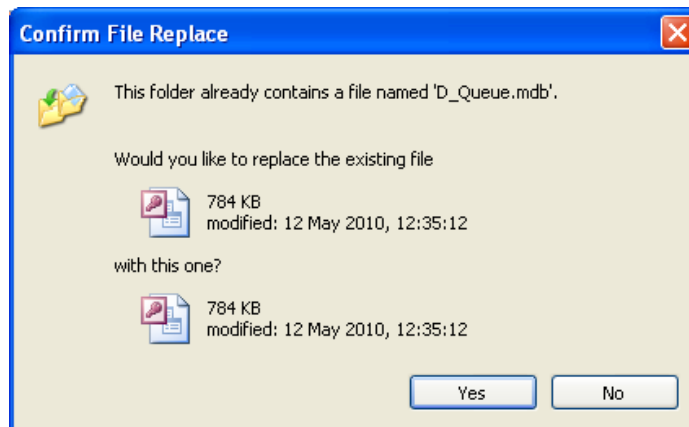 Confirm File Replace
This folder already contains a file named 'D_Queue.mdb'.
Would you like to replace the existing file
784 KB
modified: 12 May 2010, 12:35:12
with this one?
784 KB
modified: 12 May 2010, 12:35:12
Yes No